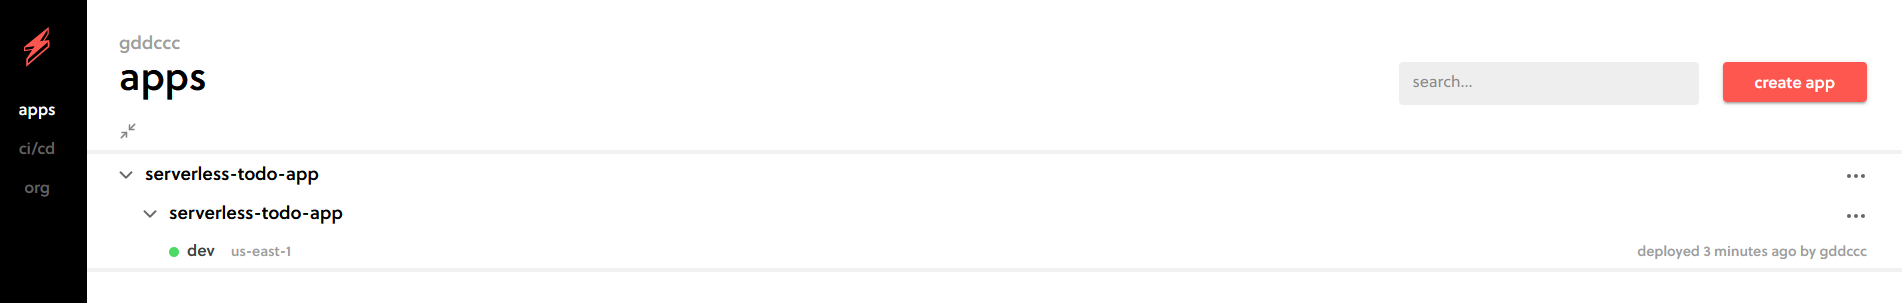 gddccc
apps
search...
create app
apps
ci/cd
org
serverless-todo-app
serverless-todo-app
dev us-east-1
deployed 3 minutes ago by gddccc